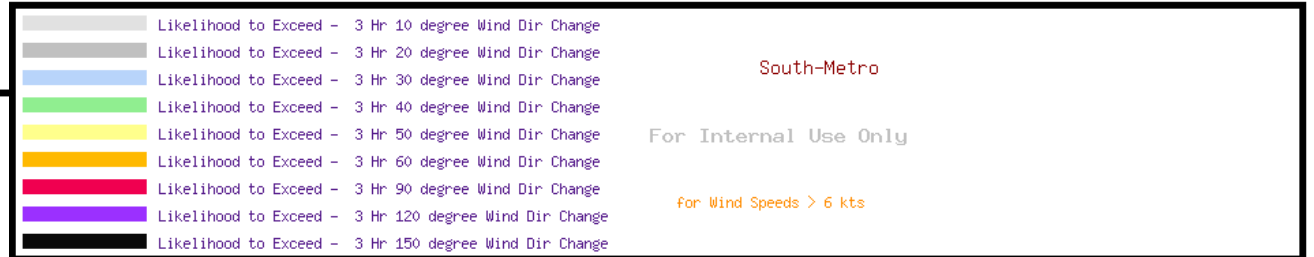 Likelihood to Exceed -  3 Hr 10 degree Wind Dir Change
Likelihood to Exceed -  3 Hr 20 degree Wind Dir Change
Likelihood to Exceed -  3 Hr 30 degree Wind Dir Change
Likelihood to Exceed -  3 Hr 40 degree Wind Dir Change
Likelihood to Exceed -  3 Hr 50 degree Wind Dir Change
Likelihood to Exceed -  3 Hr 60 degree Wind Dir Change
Likelihood to Exceed -  3 Hr 90 degree Wind Dir Change
Likelihood to Exceed -  3 Hr 120 degree Wind Dir Change
Likelihood to Exceed -  3 Hr 150 degree Wind Dir Change
South-Metro
For Internal Use Only
for Wind Speeds > 6 kts